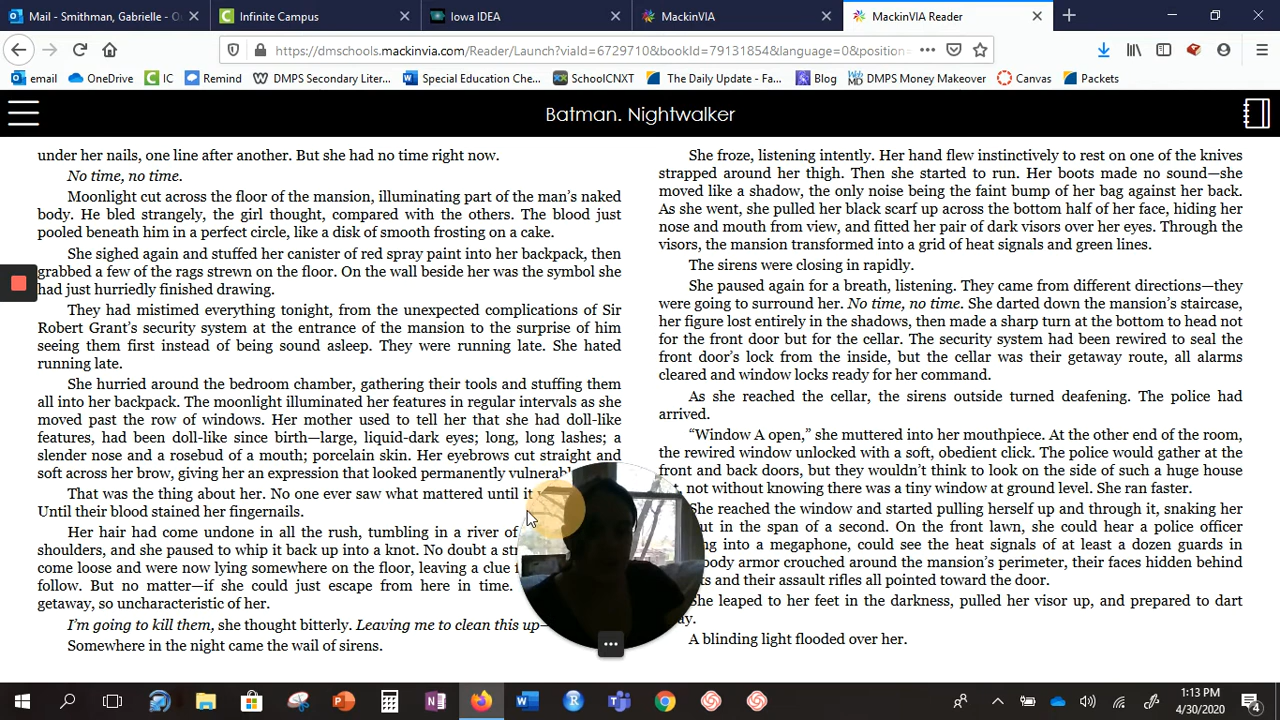 Mail - Smithman, Gabrielle - O
Infinite Campus
Iowa IDEA
MackinVIA
MackinVIA Reader
https://dmschools.mackinvia.com/Reader/Launch?viaId=6729710&bookId=79131854&language=0&position=
email
OneDrive
IC
Remind
DMPS Secondary Liter...
Special Education Che...
SchoolCNXT
The Daily Update - Fa...
Blog
DMPS Money Makeover
Canvas
Packets
Batman. Nightwalker
under her nails, one line after another. But she had no time right now.
No time, no time.
Moonlight cut across the floor of the mansion, illuminating part of the man's naked
body. He bled strangely, the girl thought, compared with the others. The blood just
pooled beneath him in a perfect circle, like a disk of smooth frosting on a cake.
She sighed again and stuffed her canister of red spray paint into her backpack, then
grabbed a few of the rags strewn on the floor. On the wall beside her was the symbol she
had just hurriedly finished drawing.
They had mistimed everything tonight, from the unexpected complications of Sir
Robert Grant's security system at the entrance of the mansion to the surprise of him
seeing them first instead of being sound asleep. They were running late. She hated
running late.
She hurried around the bedroom chamber, gathering their tools and stuffing them
all into her backpack. The moonlight illuminated her features in regular intervals as she
moved past the row of windows. Her mother used to tell her that she had doll-like
features, had been doll-like since birth—large, liquid-dark eyes; long, long lashes; a
slender nose and a rosebud of a mouth; porcelain skin. Her eyebrows cut straight and
soft across her brow, giving her an expression that looked permanently vulnerabl
That was the thing about her. No one ever saw what mattered until it
Until their blood stained her fingernails.
Her hair had come undone in all the rush, tumbling in a river of
shoulders, and she paused to whip it back up into a knot. No doubt a st
come loose and were now lying somewhere on the floor, leaving a clue
follow. But no matter—if she could just escape from here in time.
getaway, so uncharacteristic of her.
I'm going to kill them, she thought bitterly. Leaving me to clean this up—
Somewhere in the night came the wail of sirens.
She froze, listening intently. Her hand flew instinctively to rest on one of the knives
strapped around her thigh. Then she started to run. Her boots made no sound—she
moved like a shadow, the only noise being the faint bump of her bag against her back.
As she went, she pulled her black scarf up across the bottom half of her face, hiding her
nose and mouth from view, and fitted her pair of dark visors over her eyes. Through the
visors, the mansion transformed into a grid of heat signals and green lines.
The sirens were closing in rapidly.
She paused again for a breath, listening. They came from different directions—they
were going to surround her. No time, no time. She darted down the mansion's staircase,
her figure lost entirely in the shadows, then made a sharp turn at the bottom to head not
for the front door but for the cellar. The security system had been rewired to seal the
front door's lock from the inside, but the cellar was their getaway route, all alarms
cleared and window locks ready for her command.
As she reached the cellar, the sirens outside turned deafening. The police had
arrived.
“Window A open,” she muttered into her mouthpiece. At the other end of the room,
the rewired window unlocked with a soft, obedient click. The police would gather at the
front and back doors, but they wouldn't think to look on the side of such a huge house
not without knowing there was a tiny window at ground level. She ran faster.
She reached the window and started pulling herself up and through it, snaking her
ut in the span of a second. On the front lawn, she could hear a police officer
ng into a megaphone, could see the heat signals of at least a dozen guards in
body armor crouched around the mansion's perimeter, their faces hidden behind
ts and their assault rifles all pointed toward the door.
She leaped to her feet in the darkness, pulled her visor up, and prepared to dart
ay.
A blinding light flooded over her.
1:13 PM
4/30/2020
4